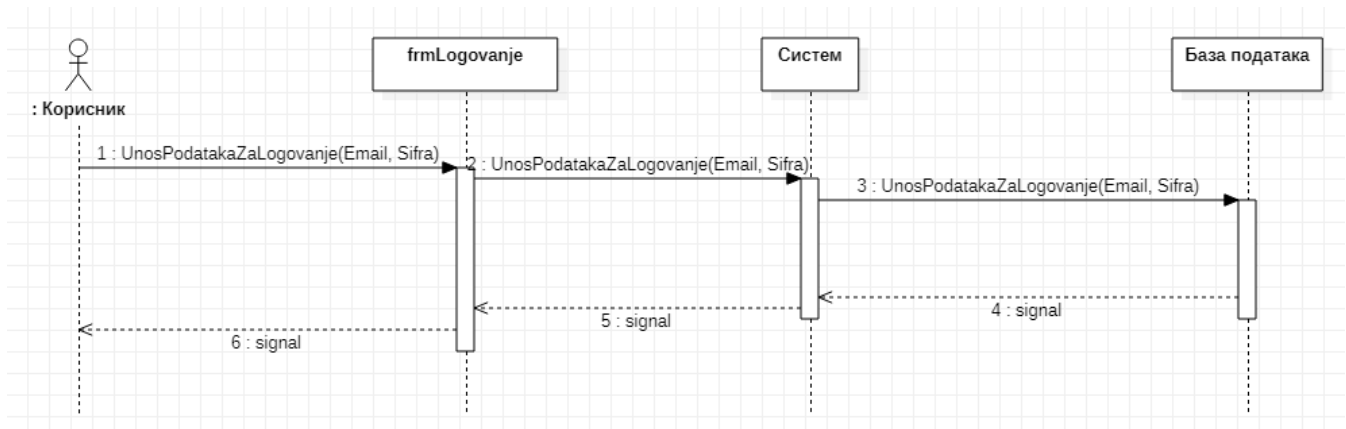 frmLogovanje
Систем
База података
: Корисник
1 : UnosPodatakaZaLogovanje(Email, Sifra)
2 : UnosPodatakaZaLogovanje(Email, Sifra)
3 : UnosPodatakaZaLogovanje(Email, Sifra)
4 : signal
5 : signal
6 : signal